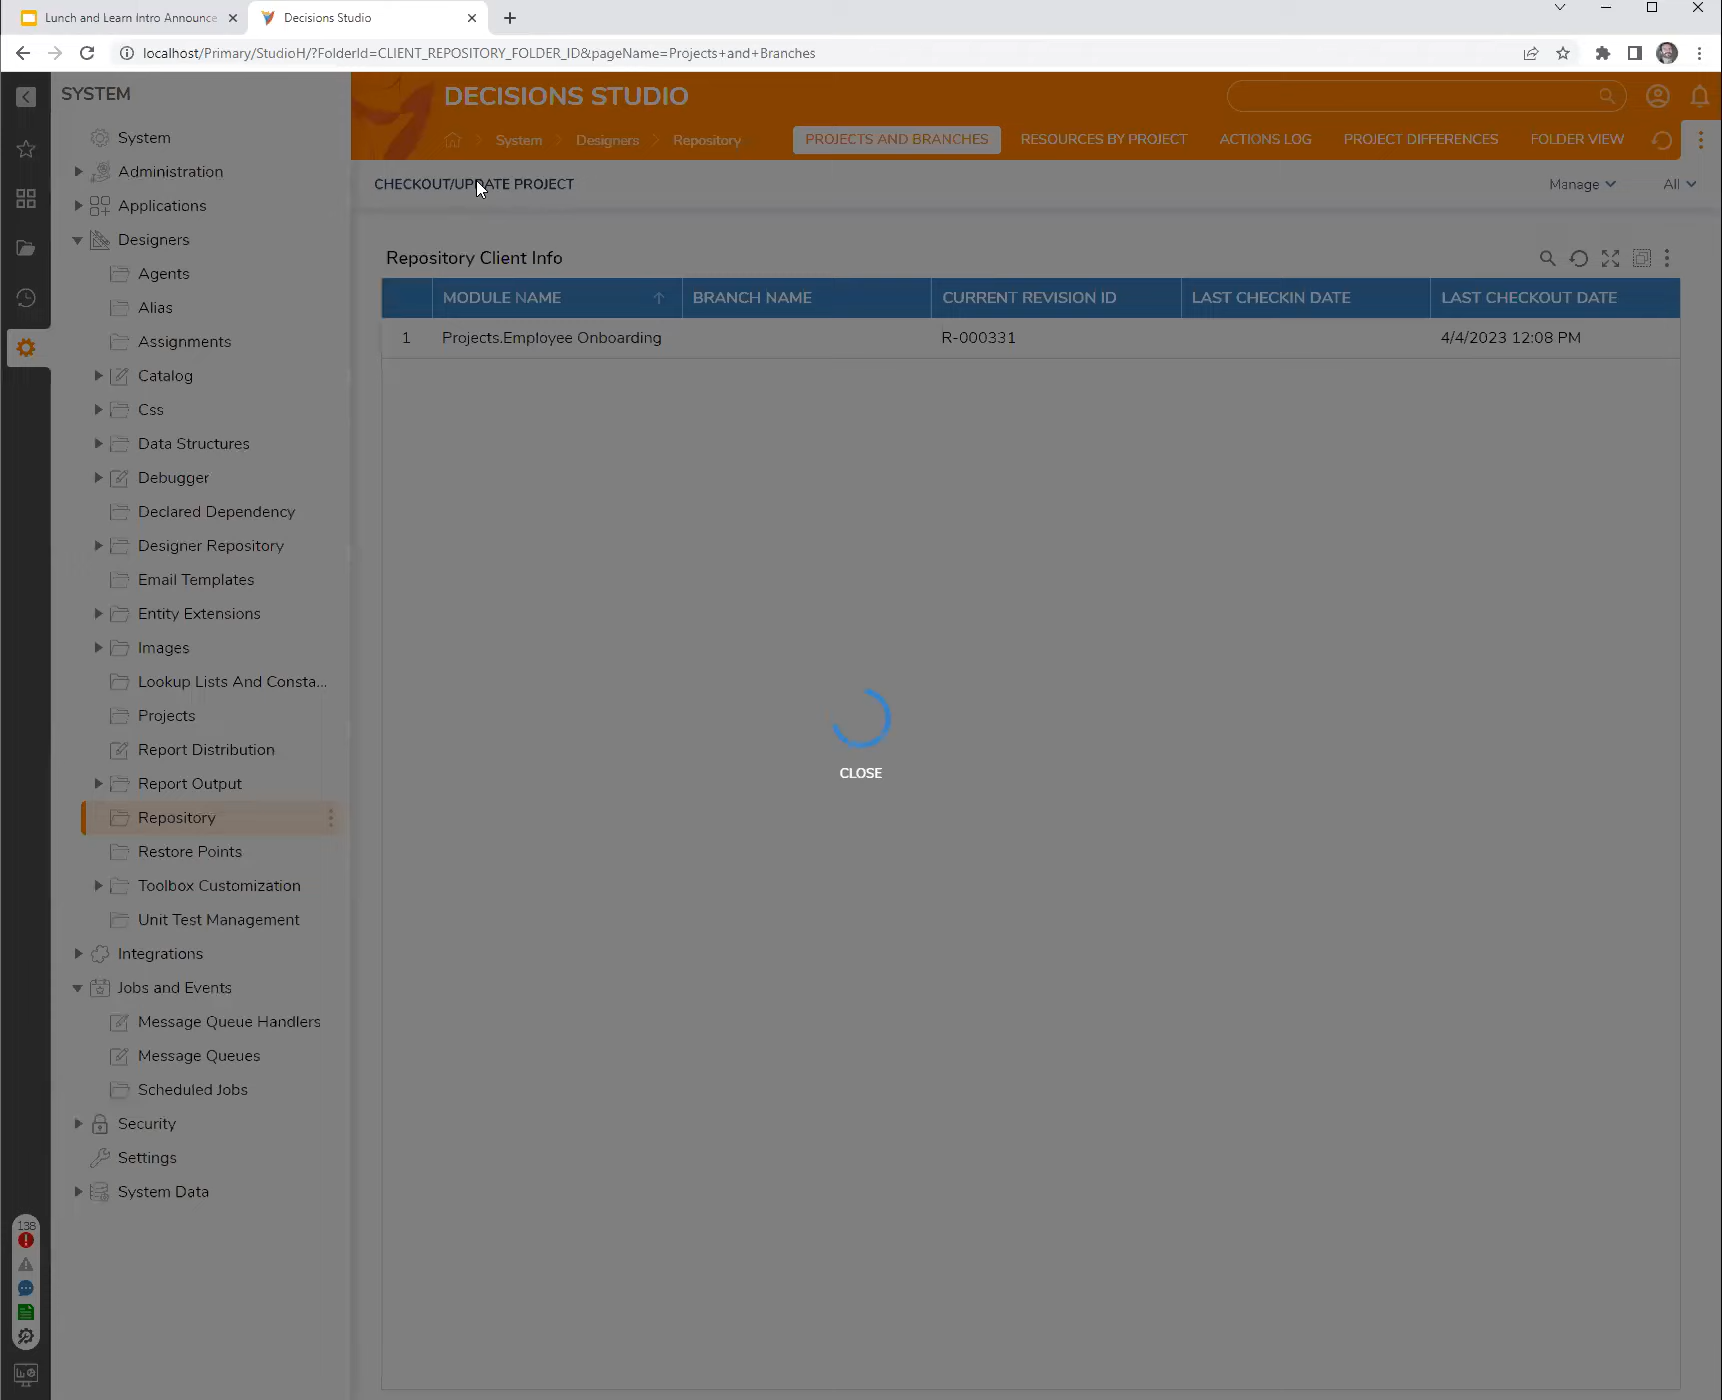 Lunch and Learn Intro Announce
Decisions Studio
localhost/Primary/StudioH/?FolderId=CLIENT_REPOSITORY_FOLDER_ID&pageName=Projects+and+Branches
SYSTEM
System
Administration
Applications
Designers
Agents
Alias
Assignments
Catalog
Css
Data Structures
Debugger
Declared Dependency
Designer Repository
Email Templates
Entity Extensions
Images
Lookup Lists And Consta...
Projects
Report Distribution
Report Output
Repository
Restore Points
Toolbox Customization
Unit Test Management
Integrations
Jobs and Events
Message Queue Handlers
Message Queues
Scheduled Jobs
Security
Settings
System Data
138
DECISIONS STUDIO
System
Designers
Repository
PROJECTS AND BRANCHES
RESOURCES BY PROJECT
ACTIONS LOG
PROJECT DIFFERENCES
FOLDER VIEW
CHECKOUT/UPDATE PROJECT
Manage
All
Repository Client Info
MODULE NAME
BRANCH NAME
CURRENT REVISION ID
LAST CHECKIN DATE
LAST CHECKOUT DATE
1
Projects.Employee Onboarding
R-000331
4/4/2023 12:08 PM
CLOSE